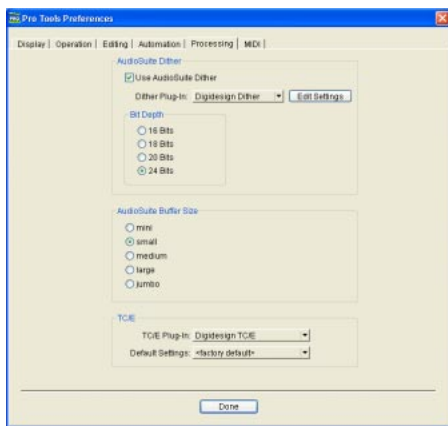 Pro Tools Preferences
Display | Operation | Editing | Automation | Processing | MIDI |
AudioSuite Dither
Use AudioSuite Dither
Dither Plug-In: Digidesign Dither Edit Settings
Bit Depth
16 Bits
18 Bits
20 Bits
24 Bits
AudioSuite Buffer Size
mini
small
medium
large
jumbo
TC/E
TC/E Plug-In: Digidesign TC/E
Default Settings: <factory default>
Done